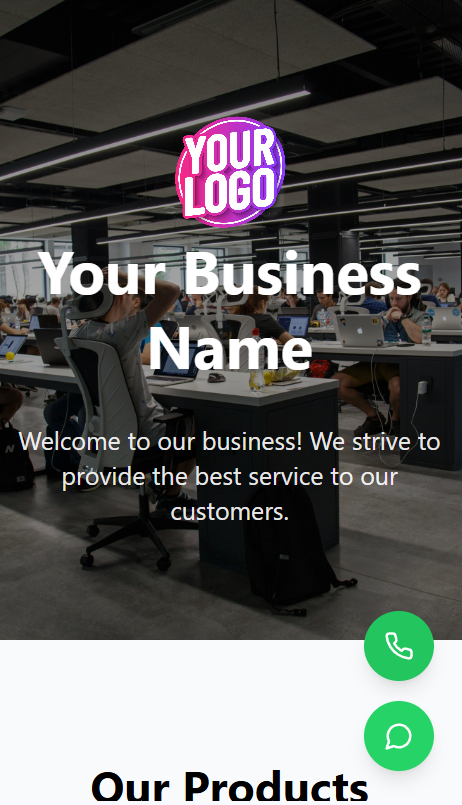 YOUR
LOGO
Your Business
Name
Welcome to our business! We strive to
provide the best service to our
customers.
Our Products